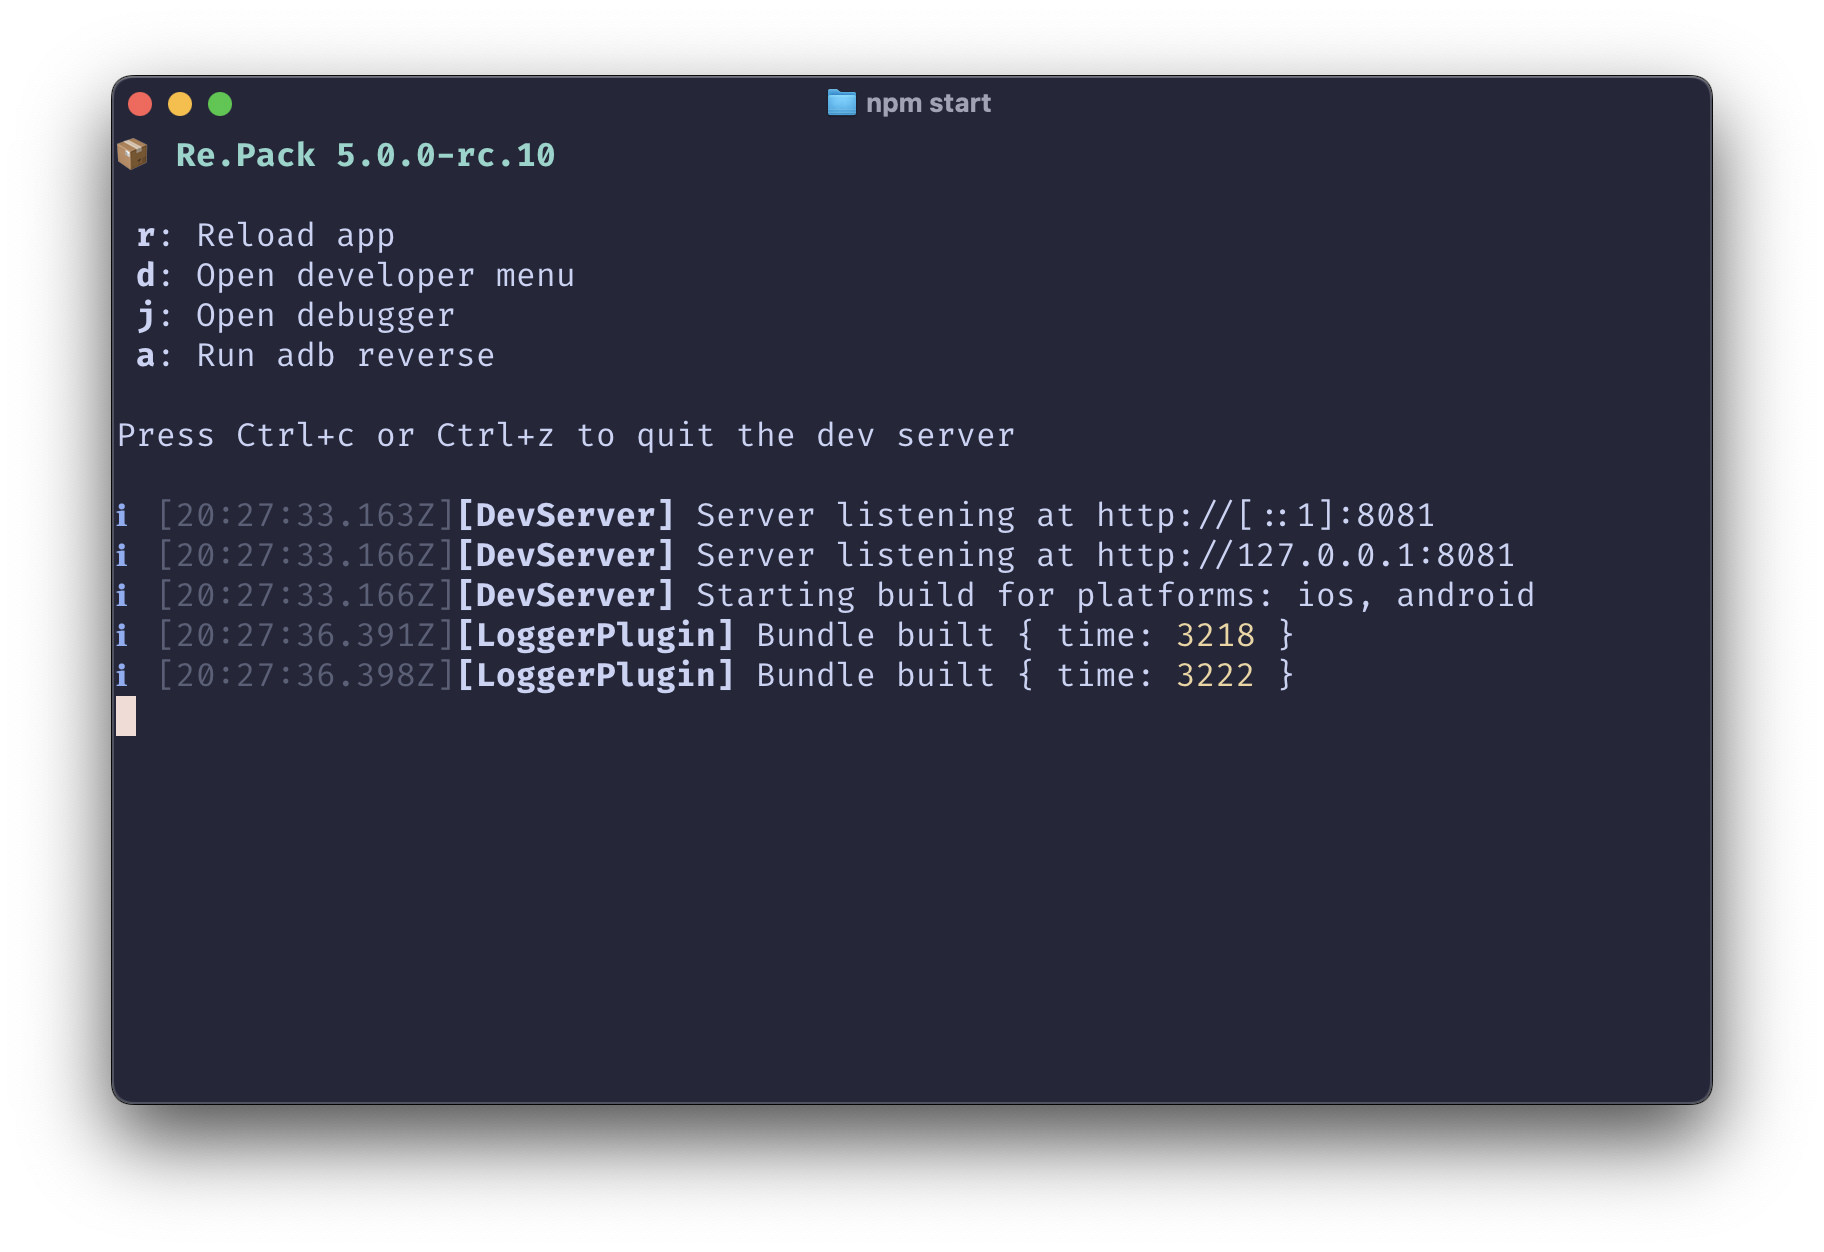 npm start
📦 Re.Pack 5.0.0-rc.10
r: Reload app
d: Open developer menu
j: Open debugger
a: Run adb reverse
Press Ctrl+c or Ctrl+z to quit the dev server
ℹ [20:27:33.163Z][DevServer] Server listening at http://[::1]:8081
ℹ [20:27:33.166Z][DevServer] Server listening at http://127.0.0.1:8081
ℹ [20:27:33.166Z][DevServer] Starting build for platforms: ios, android
ℹ [20:27:36.391Z][LoggerPlugin] Bundle built { time: 3218 }
ℹ [20:27:36.398Z][LoggerPlugin] Bundle built { time: 3222 }